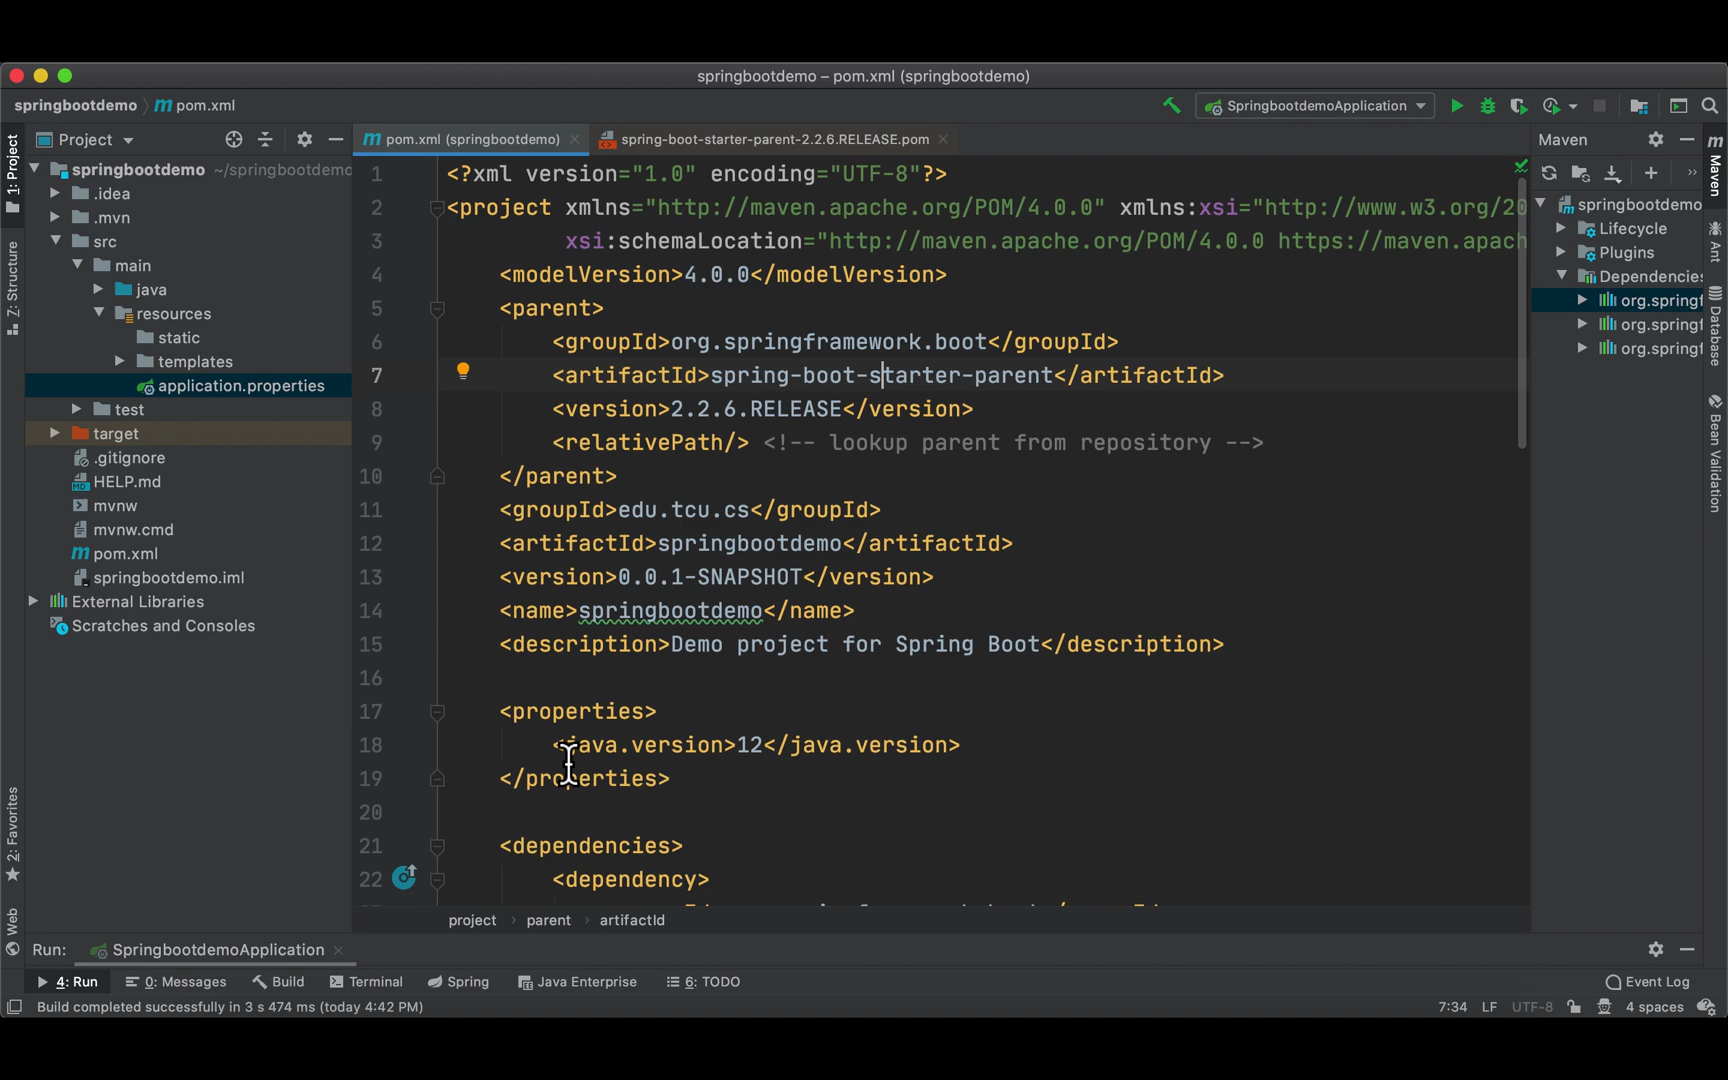 springbootdemo – pom.xml (springbootdemo)
springbootdemo m pom.xml
SpringbootdemoApplication
1: Project
Project
pom.xml (springbootdemo)
spring-boot-starter-parent-2.2.6.RELEASE.pom
Maven
springbootdemo ~/springbootdemo
.idea
.mvn
src
main
java
resources
static
templates
application.properties
test
target
.gitignore
HELP.md
mvnw
mvnw.cmd
pom.xml
springbootdemo.iml
External Libraries
Scratches and Consoles
Z: Structure
2: Favorites
Web
1 <?xml version="1.0" encoding="UTF-8"?>
2 <project xmlns="http://maven.apache.org/POM/4.0.0" xmlns:xsi="http://www.w3.org/20
3 xsi:schemaLocation="http://maven.apache.org/POM/4.0.0 https://maven.apach
4 <modelVersion>4.0.0</modelVersion>
5 <parent>
6 <groupId>org.springframework.boot</groupId>
7 <artifactId>spring-boot-starter-parent</artifactId>
8 <version>2.2.6.RELEASE</version>
9 <relativePath/> <!-- lookup parent from repository -->
10 </parent>
11 <groupId>edu.tcu.cs</groupId>
12 <artifactId>springbootdemo</artifactId>
13 <version>0.0.1-SNAPSHOT</version>
14 <name>springbootdemo</name>
15 <description>Demo project for Spring Boot</description>
16
17 <properties>
18 <java.version>12</java.version>
19 </properties>
20
21 <dependencies>
22 <dependency>
project › parent › artifactId
springbootdemo
Lifecycle
Plugins
Dependencies
org.springf
org.springf
org.springf
Maven
Ant
Database
Bean Validation
Run: SpringbootdemoApplication
4: Run 0: Messages Build Terminal Spring Java Enterprise 6: TODO Event Log
Build completed successfully in 3 s 474 ms (today 4:42 PM) 7:34 LF UTF-8 4 spaces